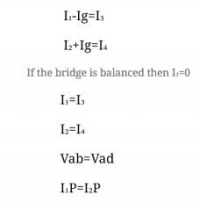 I₁-Ig=I₃
I₂+Ig=I₄
If the bridge is balanced then I₃=0
I₁=I₃
I₂=I₄
Vab=Vad
I₁P=I₂P